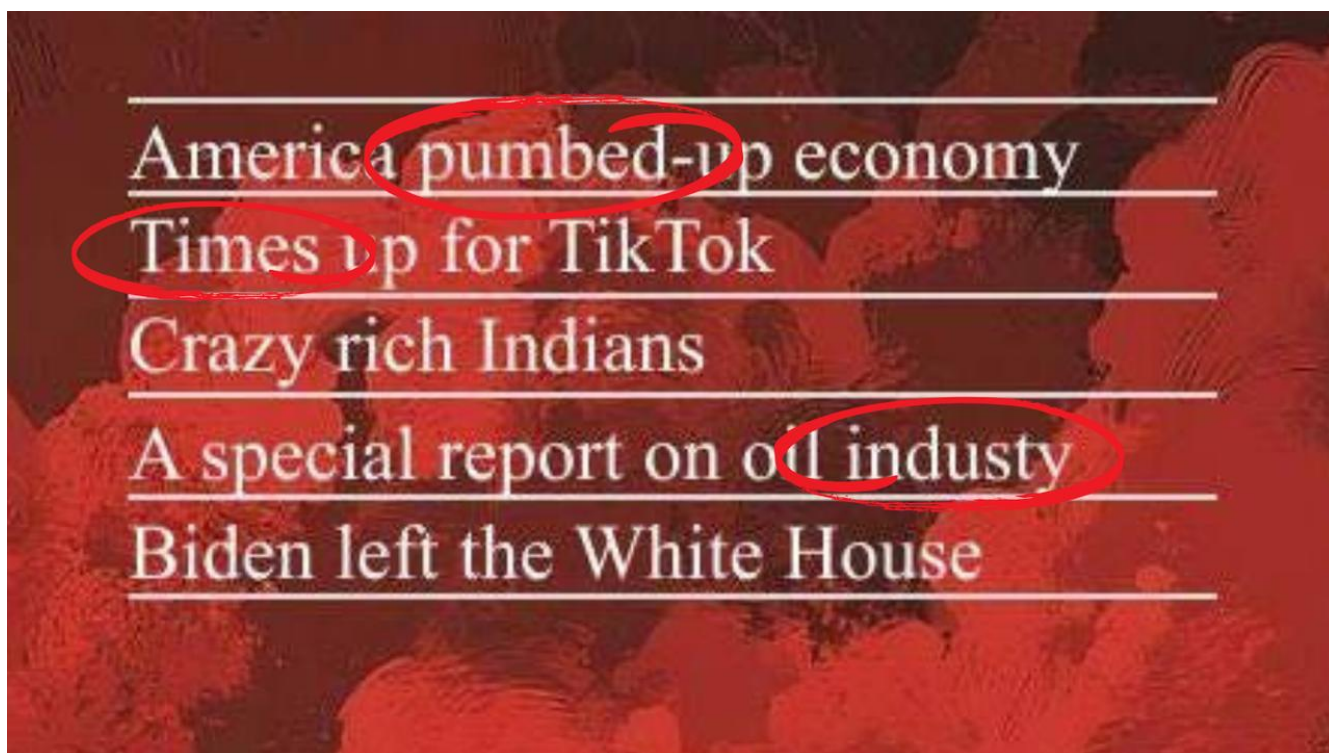 America pumbed-up economy
Times up for TikTok
Crazy rich Indians
A special report on oil industy
Biden left the White House